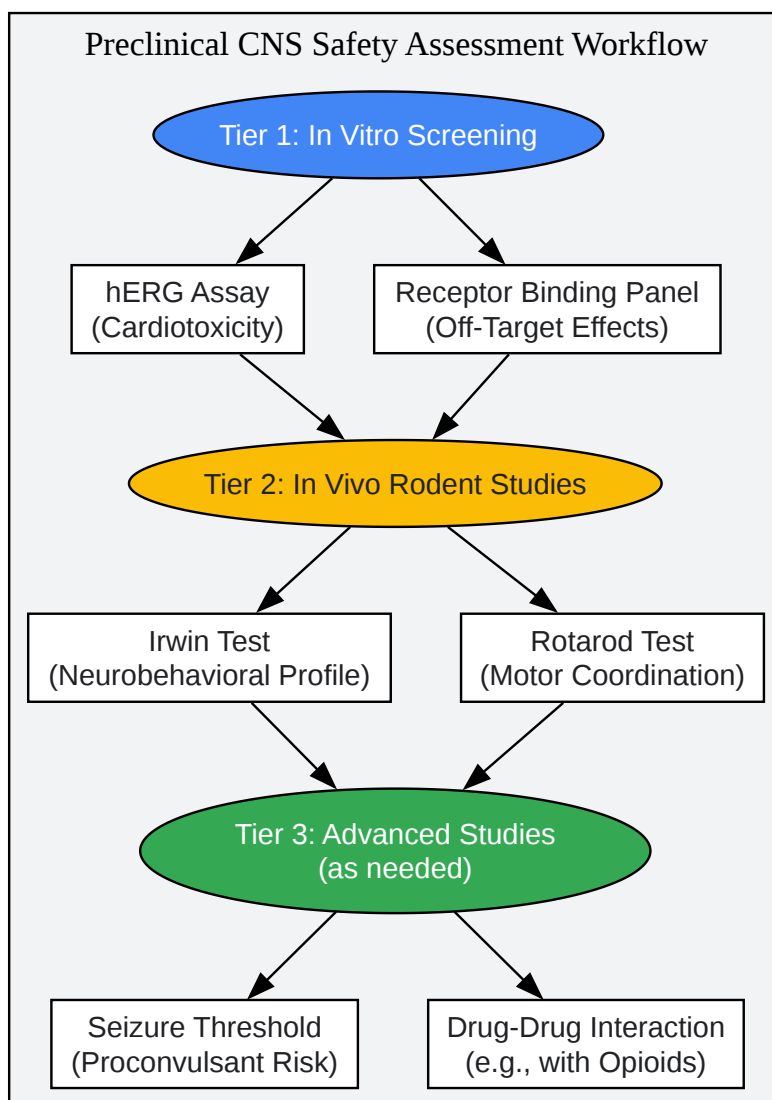 Preclinical CNS Safety Assessment Workflow
Tier 1: In Vitro Screening
hERG Assay
(Cardiotoxicity)
Receptor Binding Panel
(Off-Target Effects)
Tier 2: In Vivo Rodent Studies
Irwin Test
(Neurobehavioral Profile)
Rotarod Test
(Motor Coordination)
Tier 3: Advanced Studies
(as needed)
Seizure Threshold
(Proconvulsant Risk)
Drug-Drug Interaction
(e.g., with Opioids)